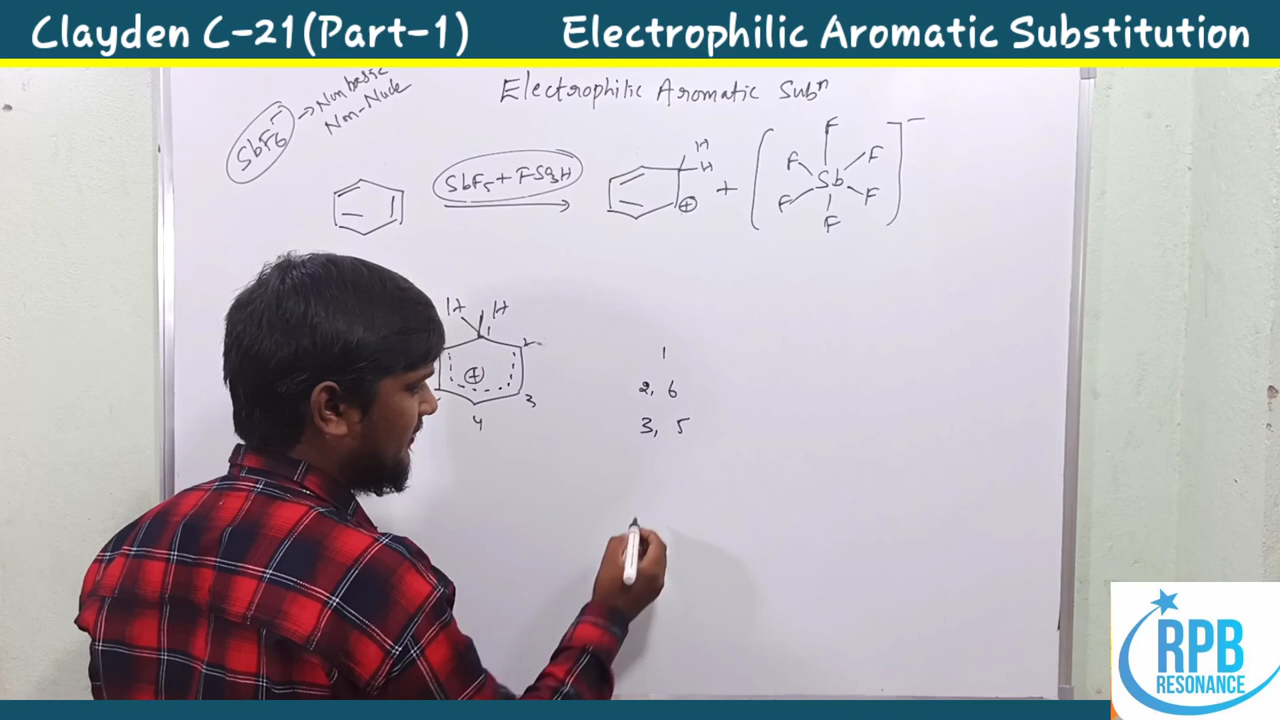 Clayden C-21(Part-1) Electrophilic Aromatic Substitution
Electrophilic Aromatic Subⁿ
SbF6⁻ → Non basic
Non-Nucle
SbF5 + FSO3H
H
H
⊕
+
F
F F
Sb
F F
F
−
H H
1
2
⊕
3
4
1
2, 6
3, 5
RPB
RESONANCE